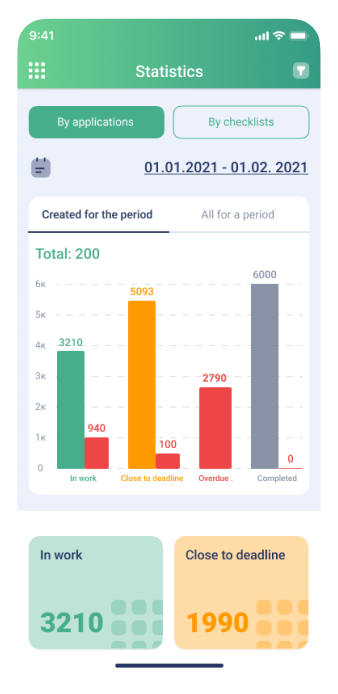 9:41
Statistics
By applications
By checklists
01.01.2021 - 01.02. 2021
Created for the period
All for a period
Total: 200
6000
6к
5093
5к
4к
3210
3к
2790
2к
940
1к
100
0
0
In work
Close to deadline
Overdue .
Completed
In work
Close to deadline
3210
1990